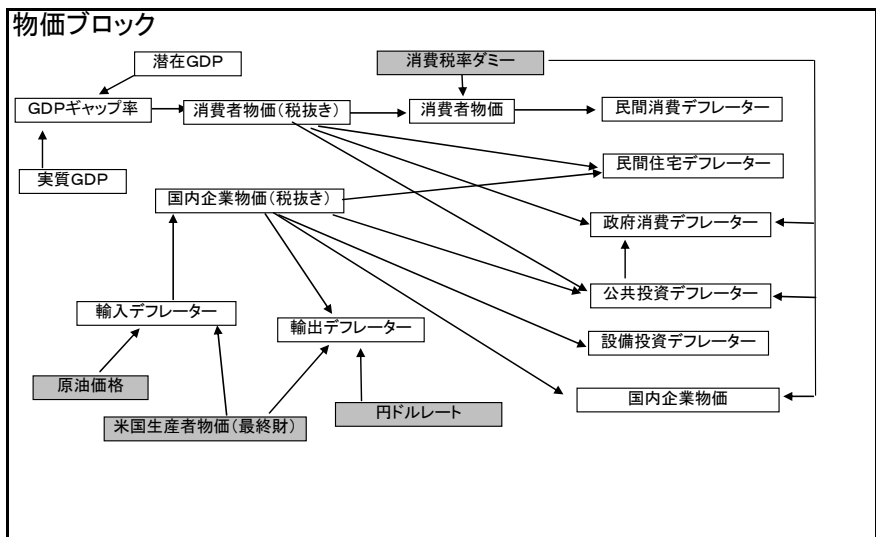 物価ブロック
潜在GDP
消費税率ダミー
GDPギャップ率
消費者物価(税抜き)
消費者物価
民間消費デフレーター
民間住宅デフレーター
実質GDP
国内企業物価(税抜き)
政府消費デフレーター
公共投資デフレーター
輸入デフレーター
輸出デフレーター
設備投資デフレーター
原油価格
国内企業物価
円ドルレート
米国生産者物価(最終財)